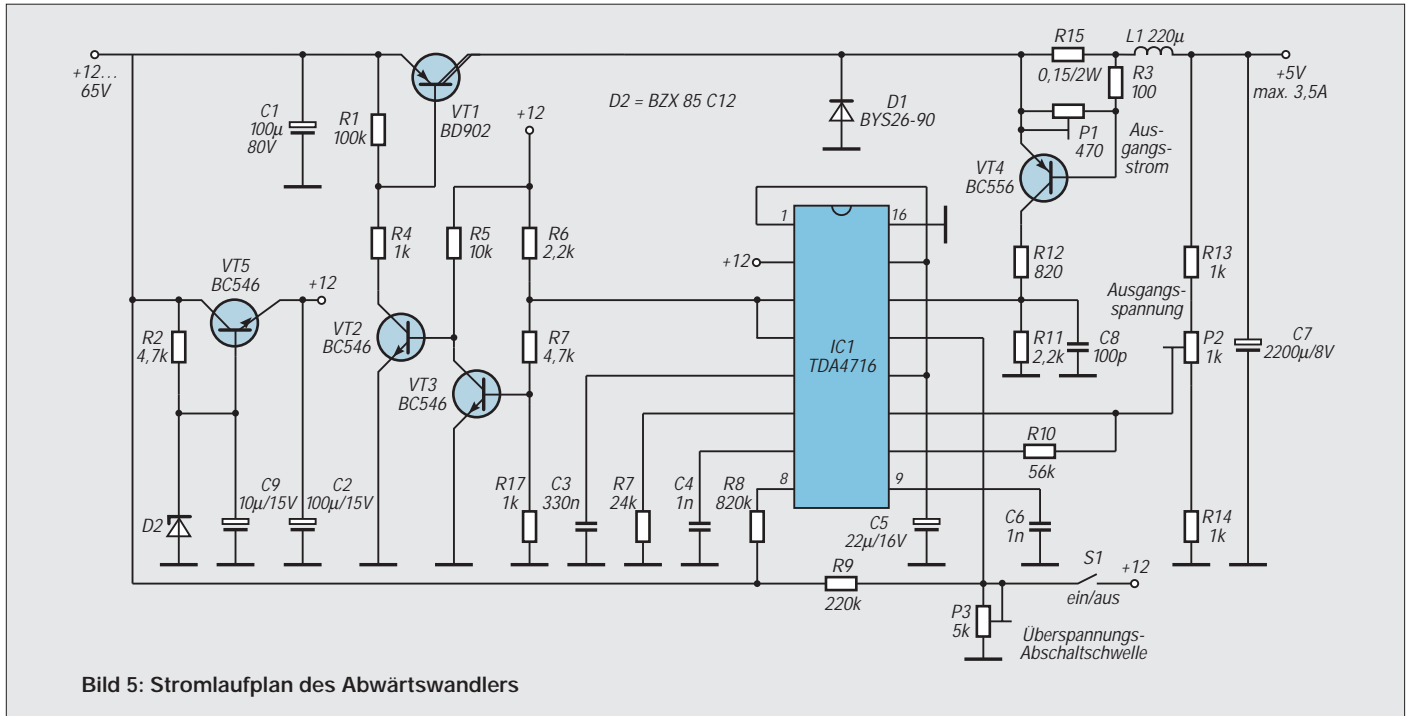 +12...
65V
C1
100µ
80V
R1
100k
VT1
BD902
+12
D2 = BZX 85 C12
D1
BYS26-90
R15
0,15/2W
L1 220µ
R3
100
+5V
max. 3,5A
P1
470
Aus-
gangs-
strom
VT4
BC556
R4
1k
R5
10k
R6
2,2k
1
16
+12
R12
820
R13
1k
Ausgangs-
spannung
VT5
BC546
+12
R2
4,7k
VT2
BC546
R7
4,7k
IC1
TDA4716
R11
2,2k
C8
100p
P2
1k
C7
2200µ/8V
VT3
BC546
R10
56k
D2
C9
10µ/15V
C2
100µ/15V
R17
1k
C3
330n
R7
24k
C4
1n
R8
820k
8
9
C5
22µ/16V
C6
1n
R14
1k
R9
220k
S1
+12
ein/aus
P3
5k
Überspannungs-
Abschaltschwelle
Bild 5: Stromlaufplan des Abwärtswandlers